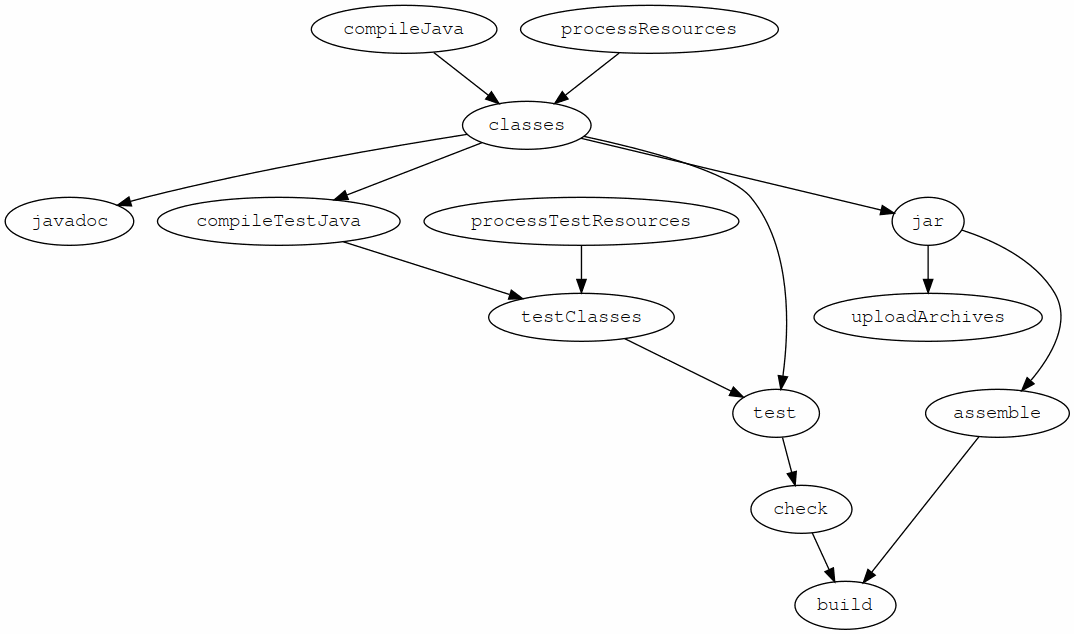 compileJava
processResources
classes
javadoc
compileTestJava
processTestResources
jar
testClasses
uploadArchives
test
assemble
check
build